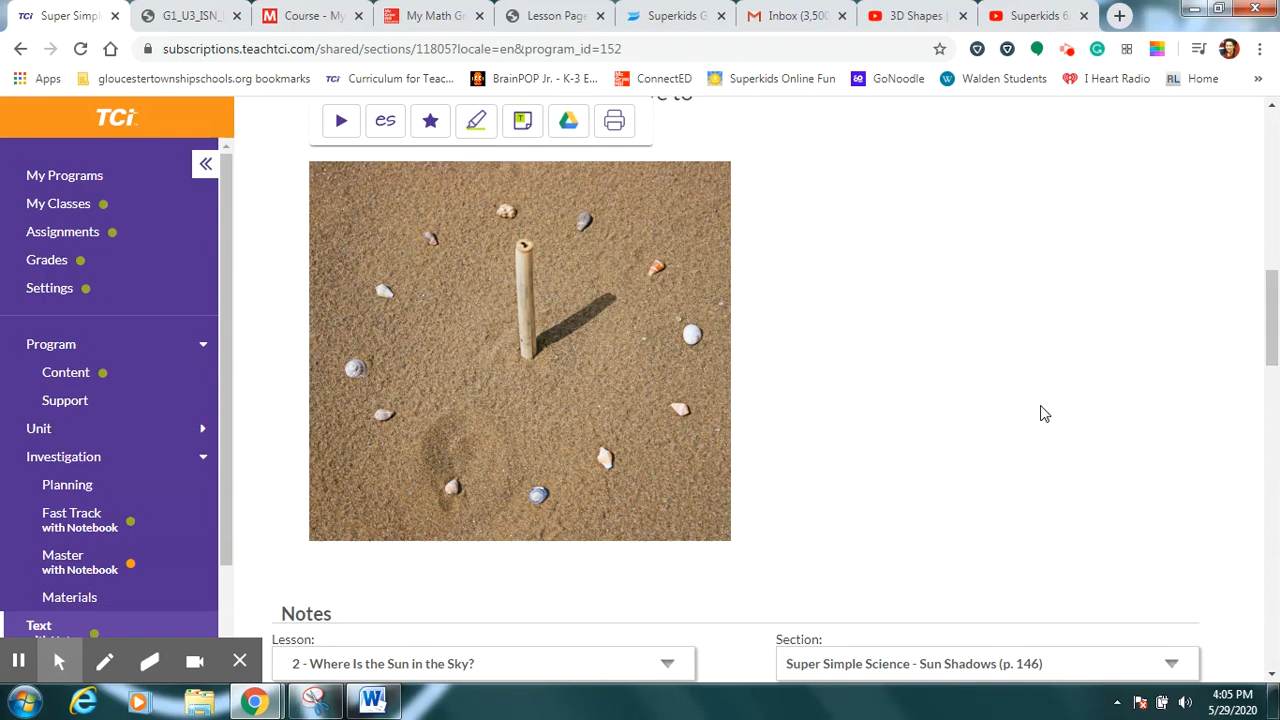 Super Simple
G1_U3_ISN_
Course - My
My Math Gr
Lesson Page
Superkids G
Inbox (3,500
3D Shapes
Superkids 6.
subscriptions.teachtci.com/shared/sections/11805?locale=en&program_id=152
Apps
gloucestertownshipschools.org bookmarks
TCi Curriculum for Teac...
BrainPOP Jr. - K-3 E...
ConnectED
Superkids Online Fun
GoNoodle
Walden Students
I Heart Radio
RL Home
TCi
es
T
My Programs
My Classes
Assignments
Grades
Settings
Program
Content
Support
Unit
Investigation
Planning
Fast Track
with Notebook
Master
with Notebook
Materials
Text
Notes
Lesson:
Section:
2 - Where Is the Sun in the Sky?
Super Simple Science - Sun Shadows (p. 146)
4:05 PM
5/29/2020